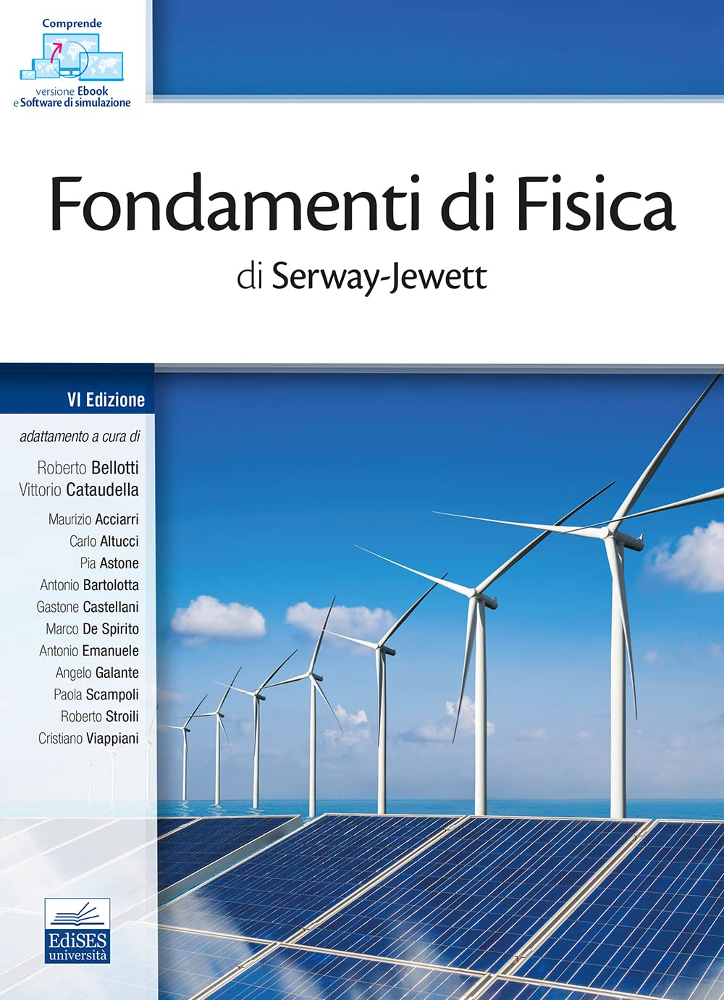 Comprende
versione Ebook
e Software di simulazione
Fondamenti di Fisica
di Serway-Jewett
VI Edizione
adattamento a cura di
Roberto Bellotti
Vittorio Cataudella
Maurizio Acciarri
Carlo Altucci
Pia Astone
Antonio Bartolotta
Gastone Castellani
Marco De Spirito
Antonio Emanuele
Angelo Galante
Paola Scampoli
Roberto Stroili
Cristiano Viappiani
EdiSES
università